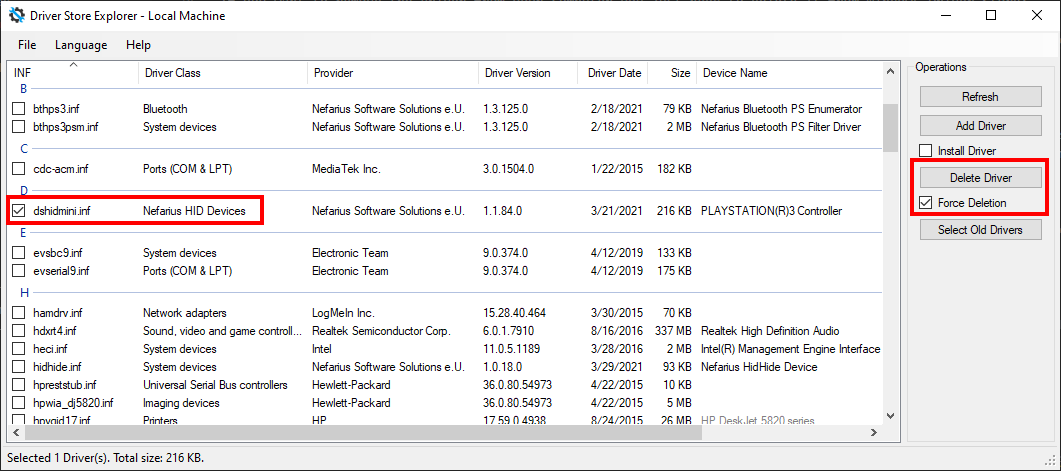 Driver Store Explorer - Local Machine
File Language Help
INF Driver Class Provider Driver Version Driver Date Size Device Name
B
bthps3.inf Bluetooth Nefarius Software Solutions e.U. 1.3.125.0 2/18/2021 79 KB Nefarius Bluetooth PS Enumerator
bthps3psm.inf System devices Nefarius Software Solutions e.U. 1.3.125.0 2/18/2021 2 MB Nefarius Bluetooth PS Filter Driver
C
cdc-acm.inf Ports (COM & LPT) MediaTek Inc. 3.0.1504.0 1/22/2015 182 KB
D
dshidmini.inf Nefarius HID Devices Nefarius Software Solutions e.U. 1.1.84.0 3/21/2021 216 KB PLAYSTATION(R)3 Controller
E
evsbc9.inf System devices Electronic Team 9.0.374.0 4/12/2019 133 KB
evserial9.inf Ports (COM & LPT) Electronic Team 9.0.374.0 4/12/2019 175 KB
H
hamdrv.inf Network adapters LogMeIn Inc. 15.28.40.464 3/30/2015 70 KB
hdxrt4.inf Sound, video and game controll... Realtek Semiconductor Corp. 6.0.1.7910 8/16/2016 337 MB Realtek High Definition Audio
heci.inf System devices Intel 11.0.5.1189 3/28/2016 2 MB Intel(R) Management Engine Interface
hidhide.inf System devices Nefarius Software Solutions e.U. 1.0.18.0 3/29/2021 93 KB Nefarius HidHide Device
hpreststub.inf Universal Serial Bus controllers Hewlett-Packard 36.0.80.54973 4/22/2015 10 KB
hpwia_dj5820.inf Imaging devices Hewlett-Packard 36.0.80.54973 4/22/2015 5 MB
hpygid17.inf Printers HP 17.59.0.4938 8/24/2015 26 MB HP DeskJet 5820 series
Operations
Refresh
Add Driver
Install Driver
Delete Driver
Force Deletion
Select Old Drivers
Selected 1 Driver(s). Total size: 216 KB.